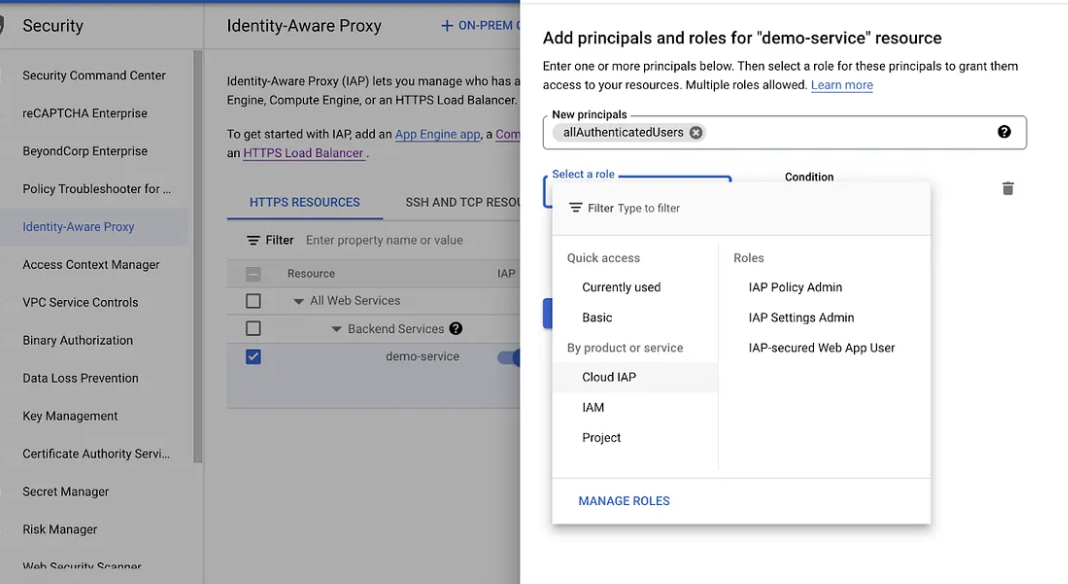 Security
Security Command Center
reCAPTCHA Enterprise
BeyondCorp Enterprise
Policy Troubleshooter for ...
Identity-Aware Proxy
Access Context Manager
VPC Service Controls
Binary Authorization
Data Loss Prevention
Key Management
Certificate Authority Servi...
Secret Manager
Risk Manager
Web Security Scanner
Identity-Aware Proxy
ON-PREM
Identity-Aware Proxy (IAP) lets you manage who has a
Engine, Compute Engine, or an HTTPS Load Balancer.
To get started with IAP, add an App Engine app, a Com
an HTTPS Load Balancer .
HTTPS RESOURCES SSH AND TCP RESOU
Filter Enter property name or value
Resource IAP
All Web Services
Backend Services
demo-service
Add principals and roles for "demo-service" resource
Enter one or more principals below. Then select a role for these principals to grant them
access to your resources. Multiple roles allowed. Learn more
New principals
allAuthenticatedUsers
Select a role Condition
Filter Type to filter
Quick access
Currently used
Basic
By product or service
Cloud IAP
IAM
Project
Roles
IAP Policy Admin
IAP Settings Admin
IAP-secured Web App User
MANAGE ROLES